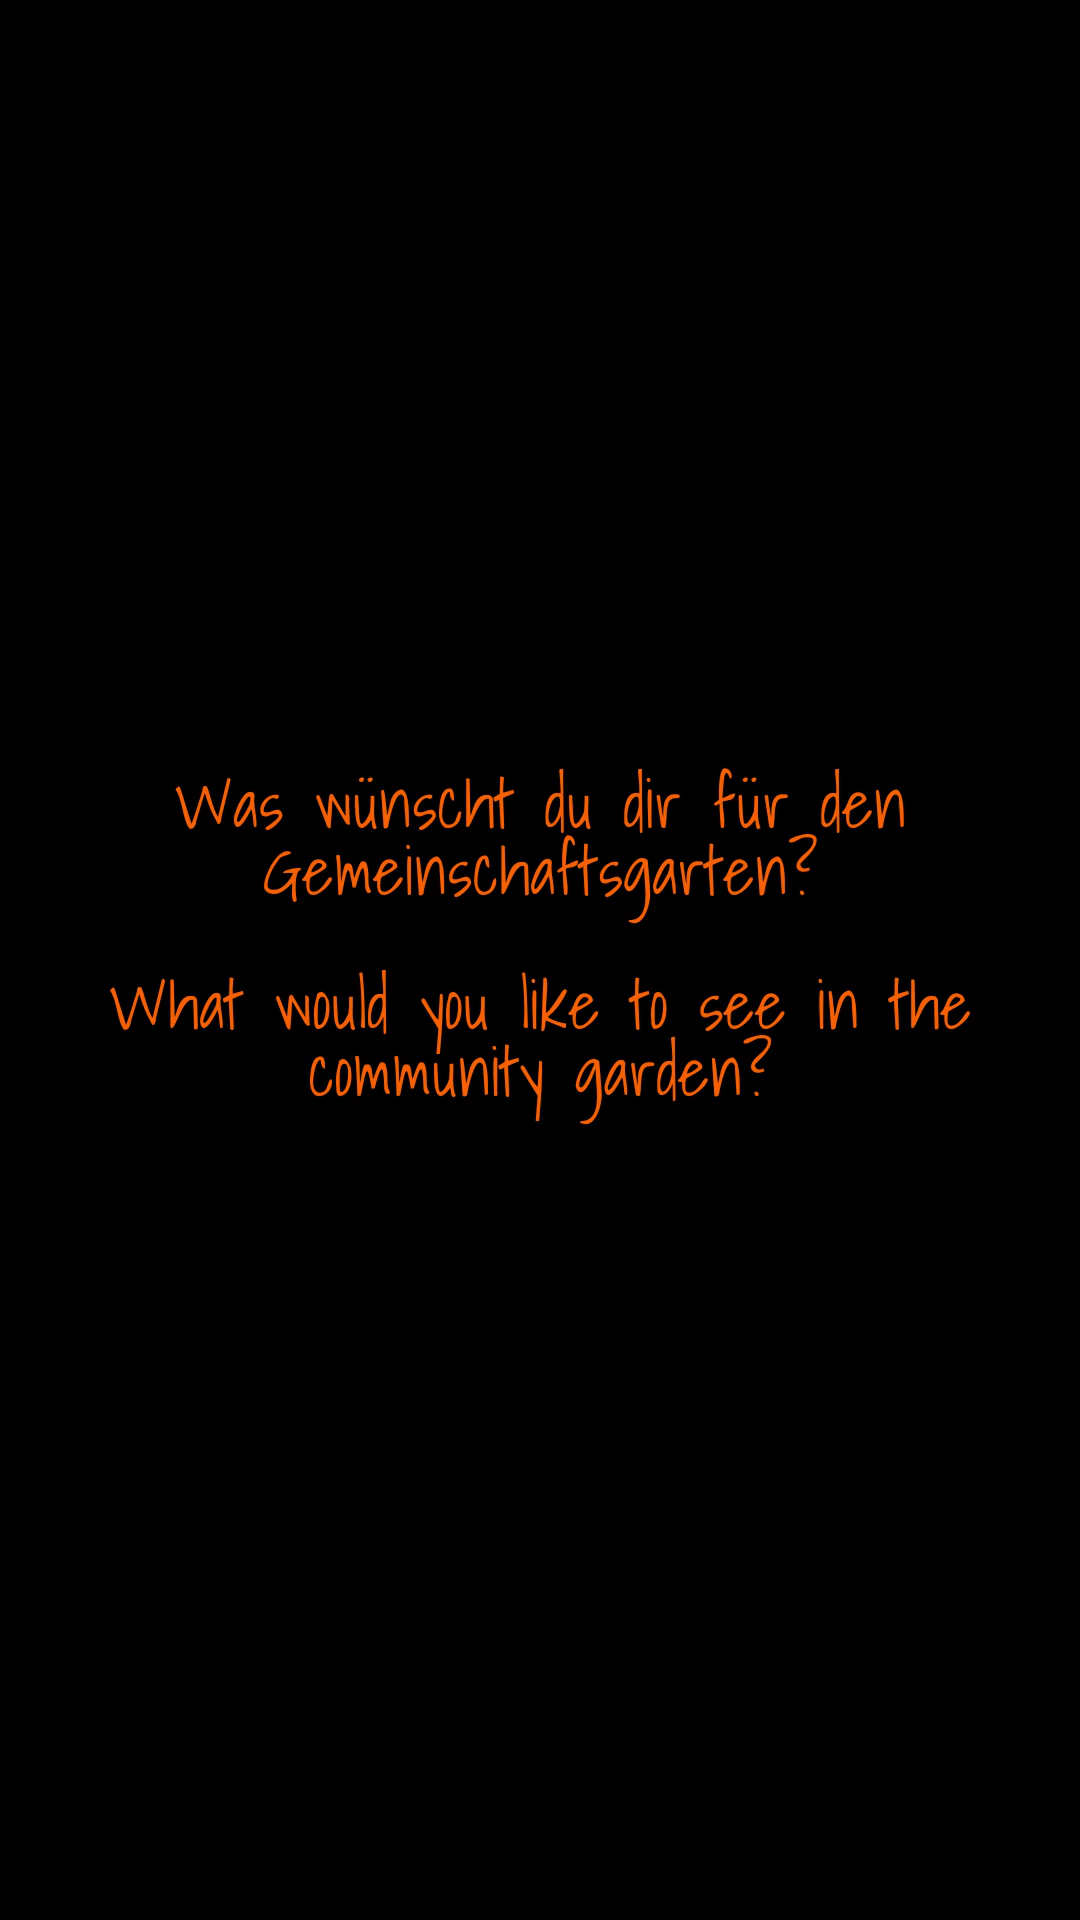 Was wünscht du dir für den
Gemeinschaftsgarten?
What would you like to see in the
community garden?